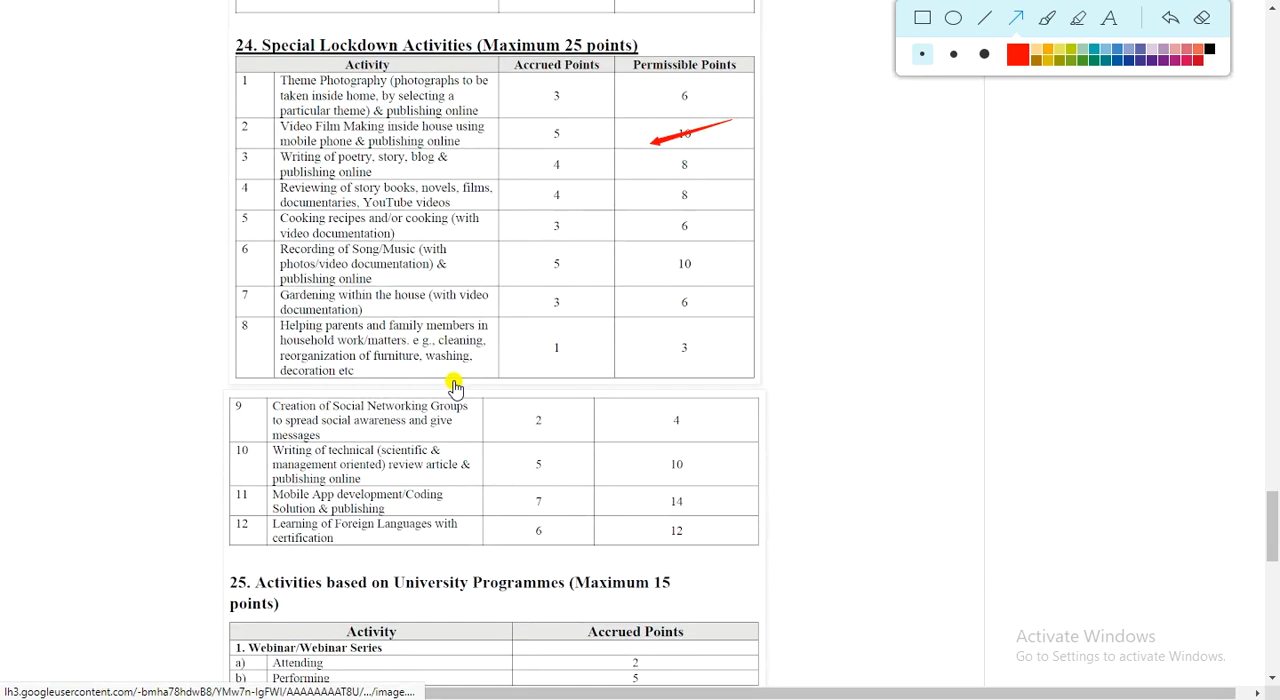 24. Special Lockdown Activities (Maximum 25 points)
Activity Accrued Points Permissible Points
1 Theme Photography (photographs to be
taken inside home, by selecting a 3 6
particular theme) & publishing online
2 Video Film Making inside house using
mobile phone & publishing online 5 10
3 Writing of poetry, story, blog &
publishing online 4 8
4 Reviewing of story books, novels, films,
documentaries, YouTube videos 4 8
5 Cooking recipes and/or cooking (with
video documentation) 3 6
6 Recording of Song/Music (with
photos/video documentation) & 5 10
publishing online
7 Gardening within the house (with video
documentation) 3 6
8 Helping parents and family members in
household work/matters. e g., cleaning,
reorganization of furniture, washing, 1 3
decoration etc
9 Creation of Social Networking Groups
to spread social awareness and give 2 4
messages
10 Writing of technical (scientific &
management oriented) review article & 5 10
publishing online
11 Mobile App development/Coding
Solution & publishing 7 14
12 Learning of Foreign Languages with
certification 6 12
25. Activities based on University Programmes (Maximum 15
points)
Activity Accrued Points
1. Webinar/Webinar Series
a) Attending 2
b) Performing 5
A
Activate Windows
Go to Settings to activate Windows.
lh3.googleusercontent.com/-bmha78hdwB8/YMw7n-IgFWI/AAAAAAAAT8U/.../image....